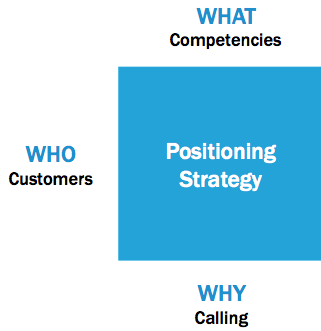 WHAT
Competencies
WHO
Customers
Positioning
Strategy
WHY
Calling